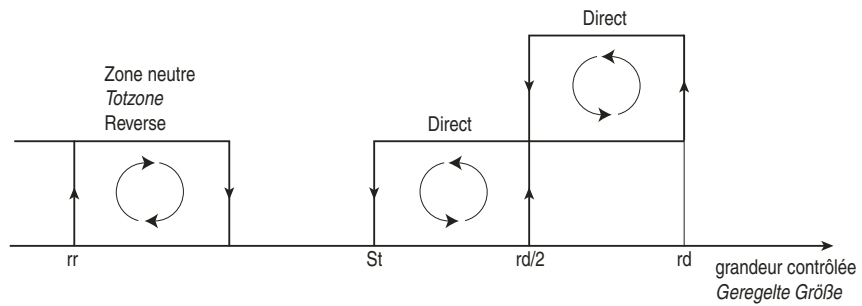 Direct
Zone neutre
Totzone
Reverse
Direct
rr
St
rd/2
rd
grandeur contrôlée
Geregelte Größe